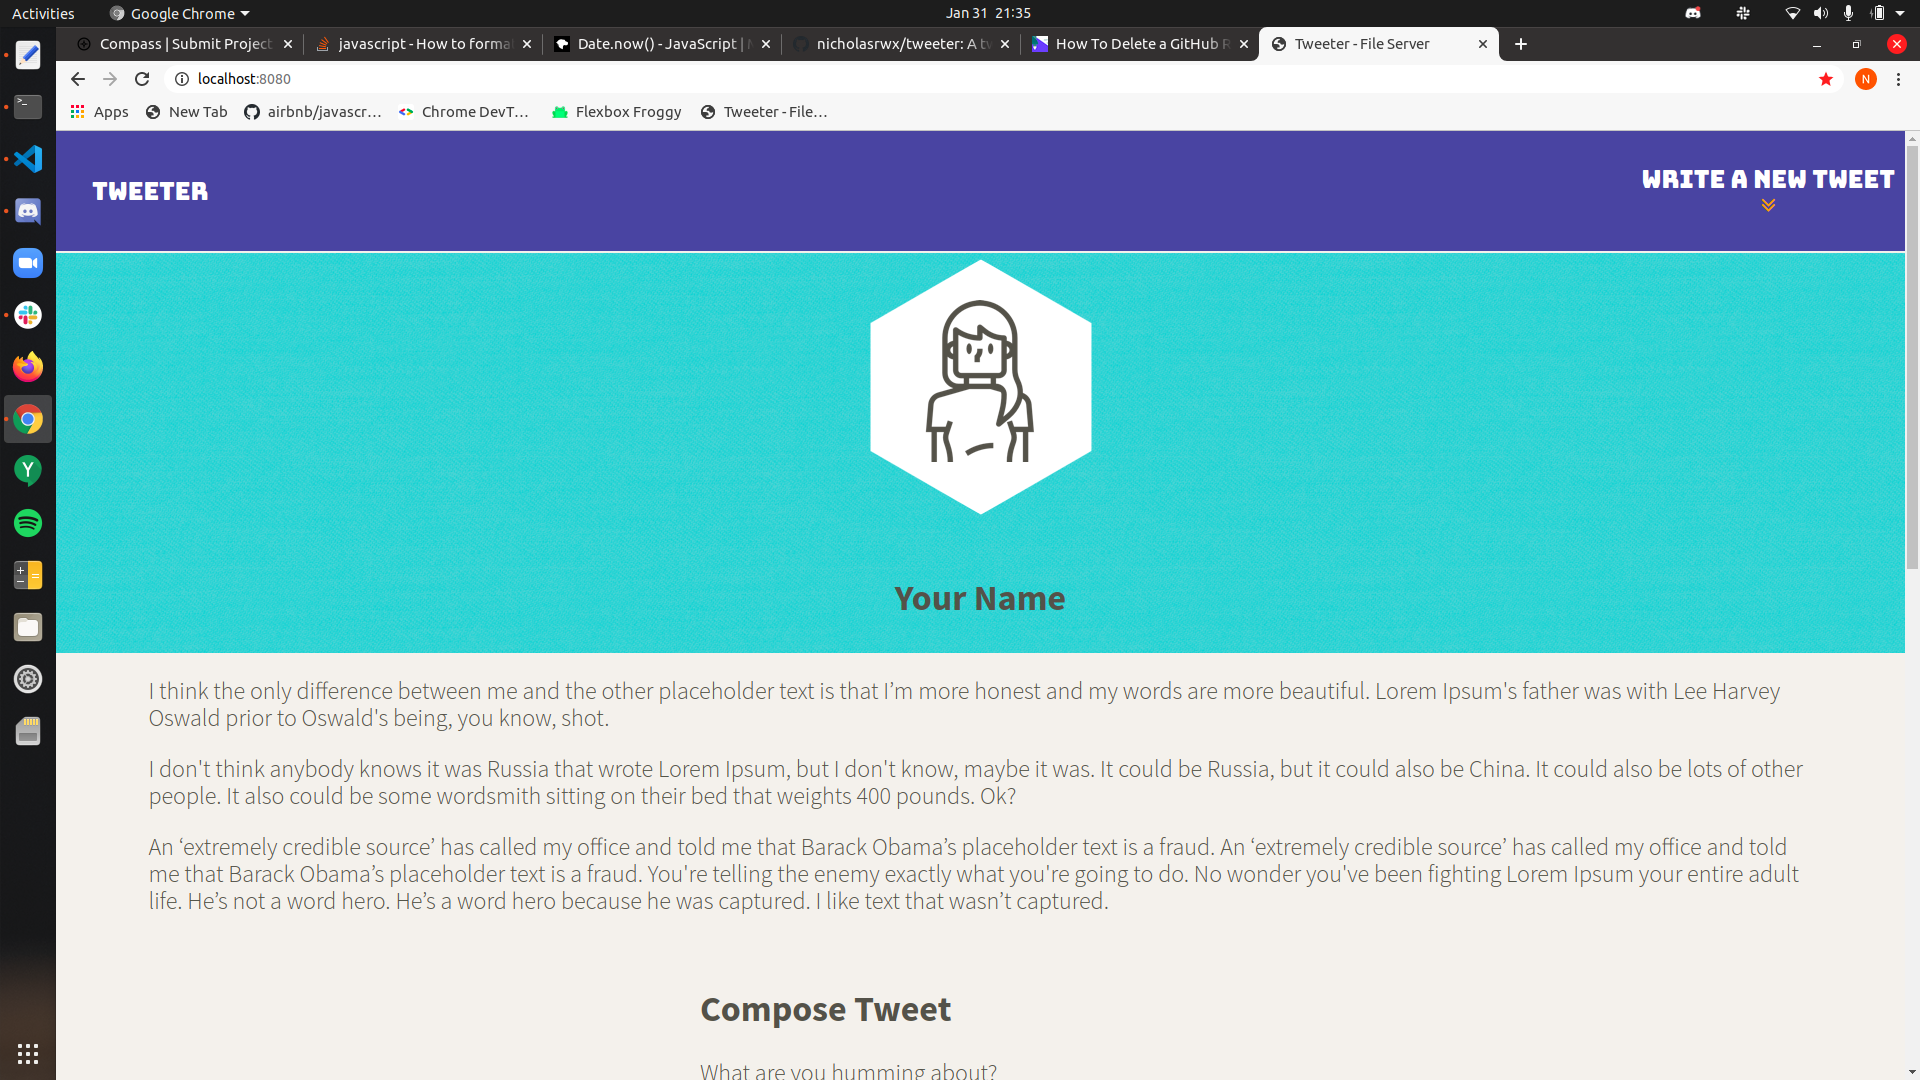 Activities
Google Chrome
Jan 31 21:35
Compass | Submit Project
javascript - How to format
Date.now() - JavaScript |
nicholasrwx/tweeter: A tw
How To Delete a GitHub R
Tweeter - File Server
localhost:8080
N
Apps
New Tab
airbnb/javascr...
Chrome DevT...
Flexbox Froggy
Tweeter - File...
TWEETER
WRITE A NEW TWEET
Your Name
I think the only difference between me and the other placeholder text is that I’m more honest and my words are more beautiful. Lorem Ipsum's father was with Lee Harvey
Oswald prior to Oswald's being, you know, shot.
I don't think anybody knows it was Russia that wrote Lorem Ipsum, but I don't know, maybe it was. It could be Russia, but it could also be China. It could also be lots of other
people. It also could be some wordsmith sitting on their bed that weights 400 pounds. Ok?
An ‘extremely credible source’ has called my office and told me that Barack Obama’s placeholder text is a fraud. An ‘extremely credible source’ has called my office and told
me that Barack Obama’s placeholder text is a fraud. You're telling the enemy exactly what you're going to do. No wonder you've been fighting Lorem Ipsum your entire adult
life. He’s not a word hero. He’s a word hero because he was captured. I like text that wasn’t captured.
Compose Tweet
What are you humming about?